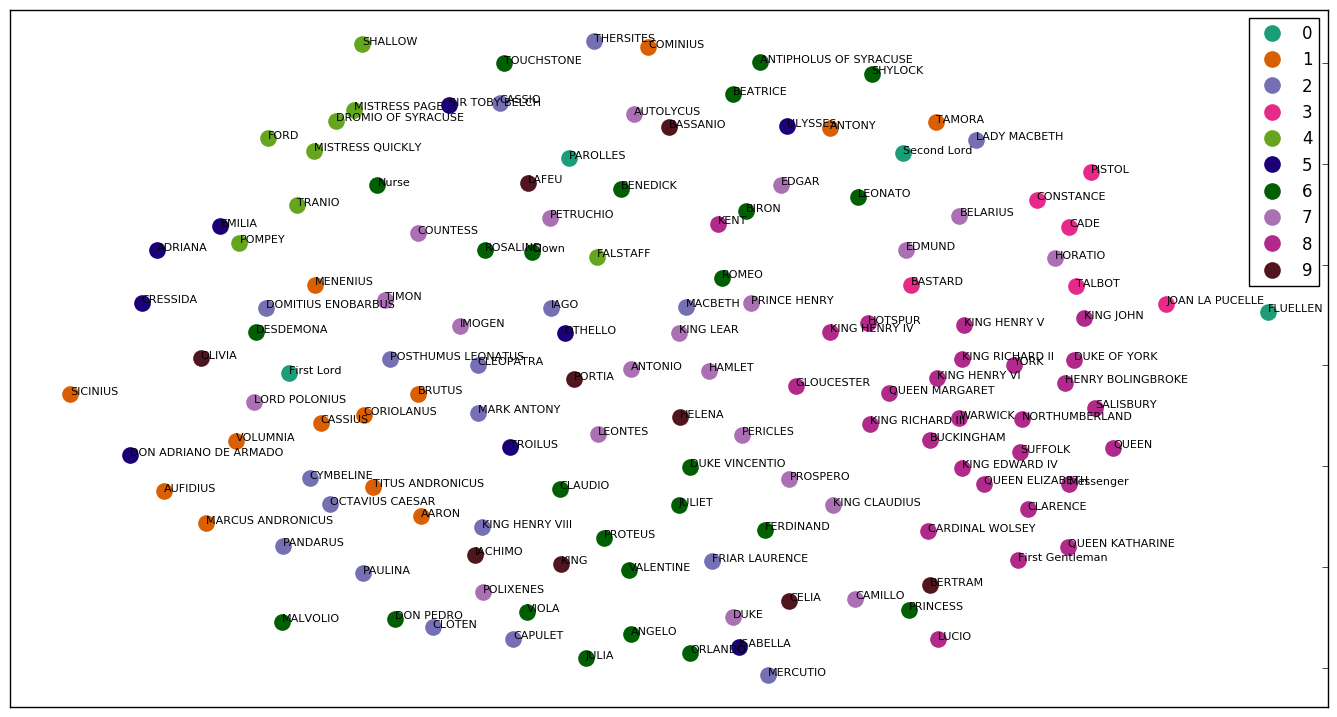 SHALLOW
THERSITES
COMINIUS
TOUCHSTONE
ANTIPHOLUS OF SYRACUSE
SHYLOCK
BEATRICE
MISTRESS PAGE
SIR TOBY BELCH
CASSIO
AUTOLYCUS
DROMIO OF SYRACUSE
BASSANIO
ULYSSES
ANTONY
TAMORA
FORD
LADY MACBETH
MISTRESS QUICKLY
PAROLLES
Second Lord
PISTOL
Nurse
LAFEU
BENEDICK
EDGAR
LEONATO
CONSTANCE
TRANIO
BIRON
PETRUCHIO
BELARIUS
EMILIA
KENT
CADE
COUNTESS
POMPEY
ADRIANA
ROSALIND
Clown
FALSTAFF
EDMUND
HORATIO
MENENIUS
ROMEO
BASTARD
TALBOT
CRESSIDA
TIMON
DOMITIUS ENOBARBUS
IAGO
MACBETH
PRINCE HENRY
JOAN LA PUCELLE
FLUELLEN
KING JOHN
HOTSPUR
KING HENRY V
IMOGEN
DESDEMONA
OTHELLO
KING LEAR
KING HENRY IV
OLIVIA
POSTHUMUS LEONATUS
CLEOPATRA
KING RICHARD II
YORK
DUKE OF YORK
First Lord
PORTIA
ANTONIO
HAMLET
KING HENRY VI
HENRY BOLINGBROKE
GLOUCESTER
QUEEN MARGARET
SICINIUS
BRUTUS
LORD POLONIUS
SALISBURY
CORIOLANUS
MARK ANTONY
HELENA
CASSIUS
KING RICHARD III
WARWICK
NORTHUMBERLAND
VOLUMNIA
LEONTES
PERICLES
BUCKINGHAM
TROILUS
SUFFOLK
QUEEN
DON ADRIANO DE ARMADO
DUKE VINCENTIO
KING EDWARD IV
CYMBELINE
PROSPERO
QUEEN ELIZABETH
Messenger
TITUS ANDRONICUS
CLAUDIO
AUFIDIUS
OCTAVIUS CAESAR
JULIET
KING CLAUDIUS
CLARENCE
AARON
MARCUS ANDRONICUS
KING HENRY VIII
FERDINAND
CARDINAL WOLSEY
PROTEUS
PANDARUS
QUEEN KATHARINE
IACHIMO
KING
FRIAR LAURENCE
First Gentleman
PAULINA
VALENTINE
BERTRAM
POLIXENES
CELIA
CAMILLO
PRINCESS
VIOLA
DON PEDRO
MALVOLIO
DUKE
CLOTEN
CAPULET
ANGELO
LUCIO
ISABELLA
ORLANDO
JULIA
MERCUTIO
0
1
2
3
4
5
6
7
8
9